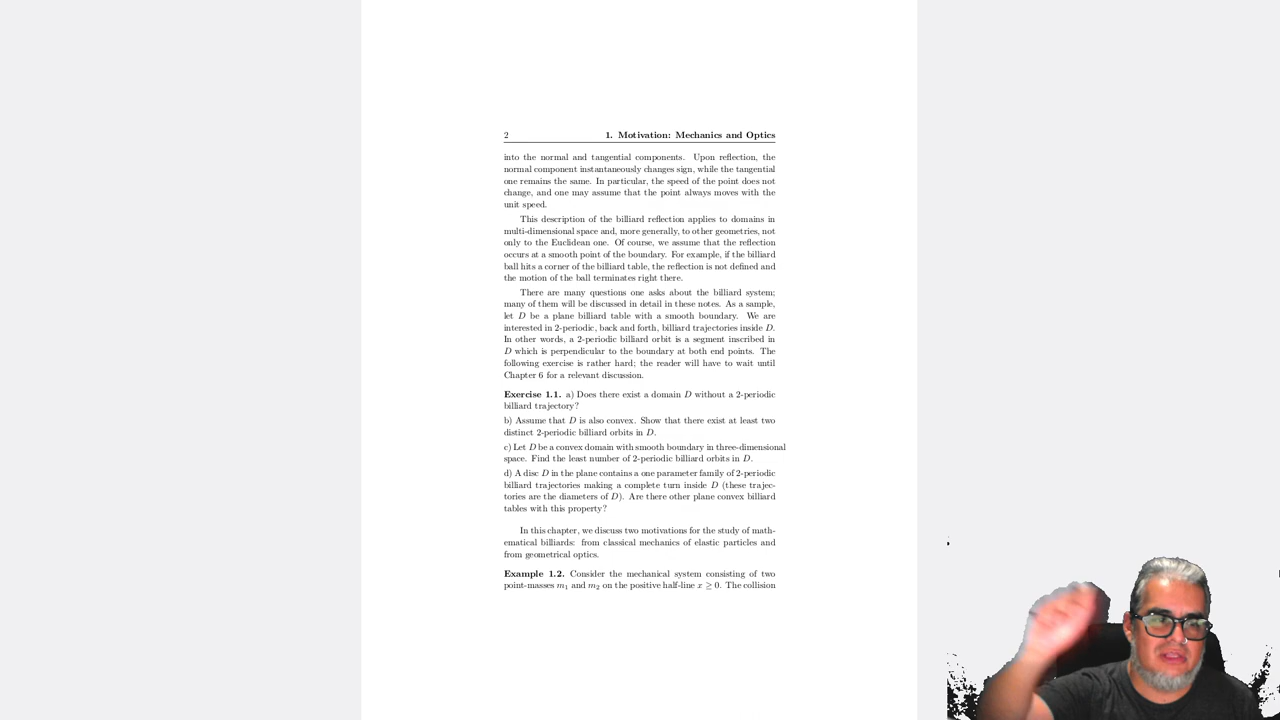 2 1. Motivation: Mechanics and Optics
into the normal and tangential components. Upon reflection, the
normal component instantaneously changes sign, while the tangential
one remains the same. In particular, the speed of the point does not
change, and one may assume that the point always moves with the
unit speed.
This description of the billiard reflection applies to domains in
multi-dimensional space and, more generally, to other geometries, not
only to the Euclidean one. Of course, we assume that the reflection
occurs at a smooth point of the boundary. For example, if the billiard
ball hits a corner of the billiard table, the reflection is not defined and
the motion of the ball terminates right there.
There are many questions one asks about the billiard system;
many of them will be discussed in detail in these notes. As a sample,
let D be a plane billiard table with a smooth boundary. We are
interested in 2-periodic, back and forth, billiard trajectories inside D.
In other words, a 2-periodic billiard orbit is a segment inscribed in
D which is perpendicular to the boundary at both end points. The
following exercise is rather hard; the reader will have to wait until
Chapter 6 for a relevant discussion.
Exercise 1.1. a) Does there exist a domain D without a 2-periodic
billiard trajectory?
b) Assume that D is also convex. Show that there exist at least two
distinct 2-periodic billiard orbits in D.
c) Let D be a convex domain with smooth boundary in three-dimensional
space. Find the least number of 2-periodic billiard orbits in D.
d) A disc D in the plane contains a one parameter family of 2-periodic
billiard trajectories making a complete turn inside D (these trajec-
tories are the diameters of D). Are there other plane convex billiard
tables with this property?
In this chapter, we discuss two motivations for the study of math-
ematical billiards: from classical mechanics of elastic particles and
from geometrical optics.
Example 1.2. Consider the mechanical system consisting of two
point-masses m₁ and m₂ on the positive half-line x ≥ 0. The collision